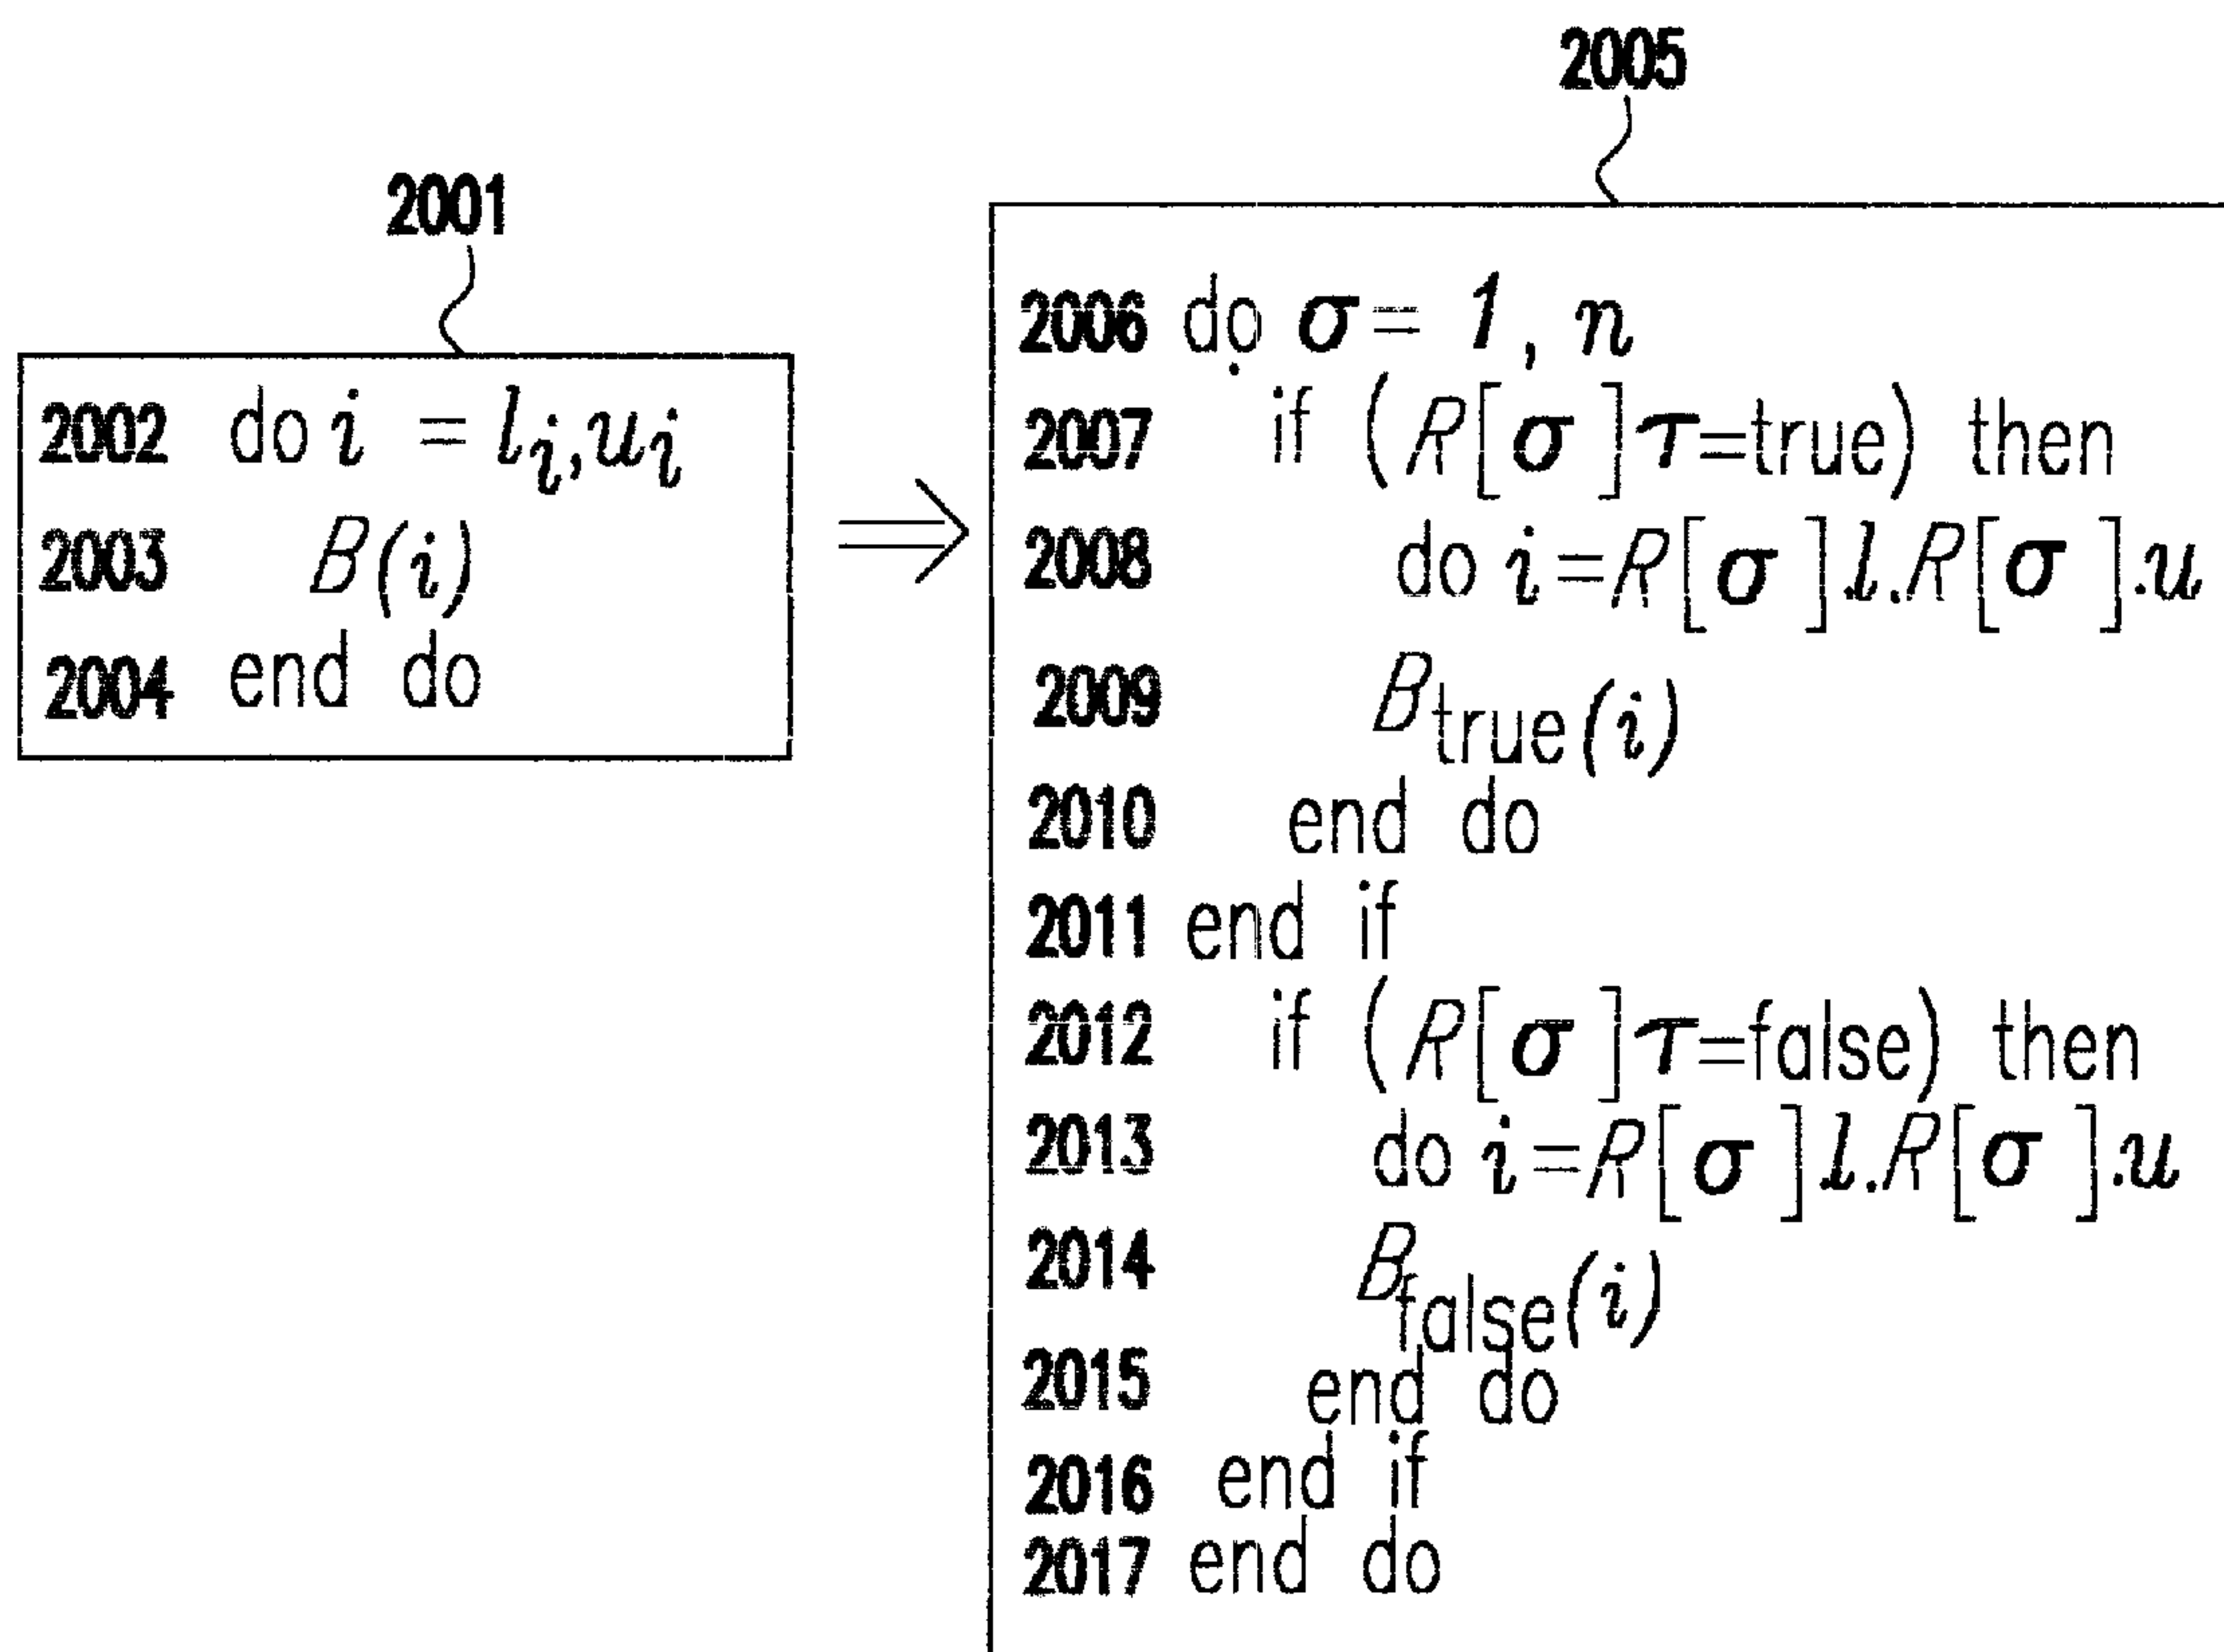 2001
2002 do i = l_i,u_i
2003 B(i)
2004 end do
2005
2006 do σ= 1, n
2007 if (R[σ]τ=true) then
2008 do i=R[σ].l.R[σ].u
2009 B_true(i)
2010 end do
2011 end if
2012 if (R[σ]τ=false) then
2013 do i=R[σ]l.R[σ].u
2014 B_false(i)
2015 end do
2016 end if
2017 end do